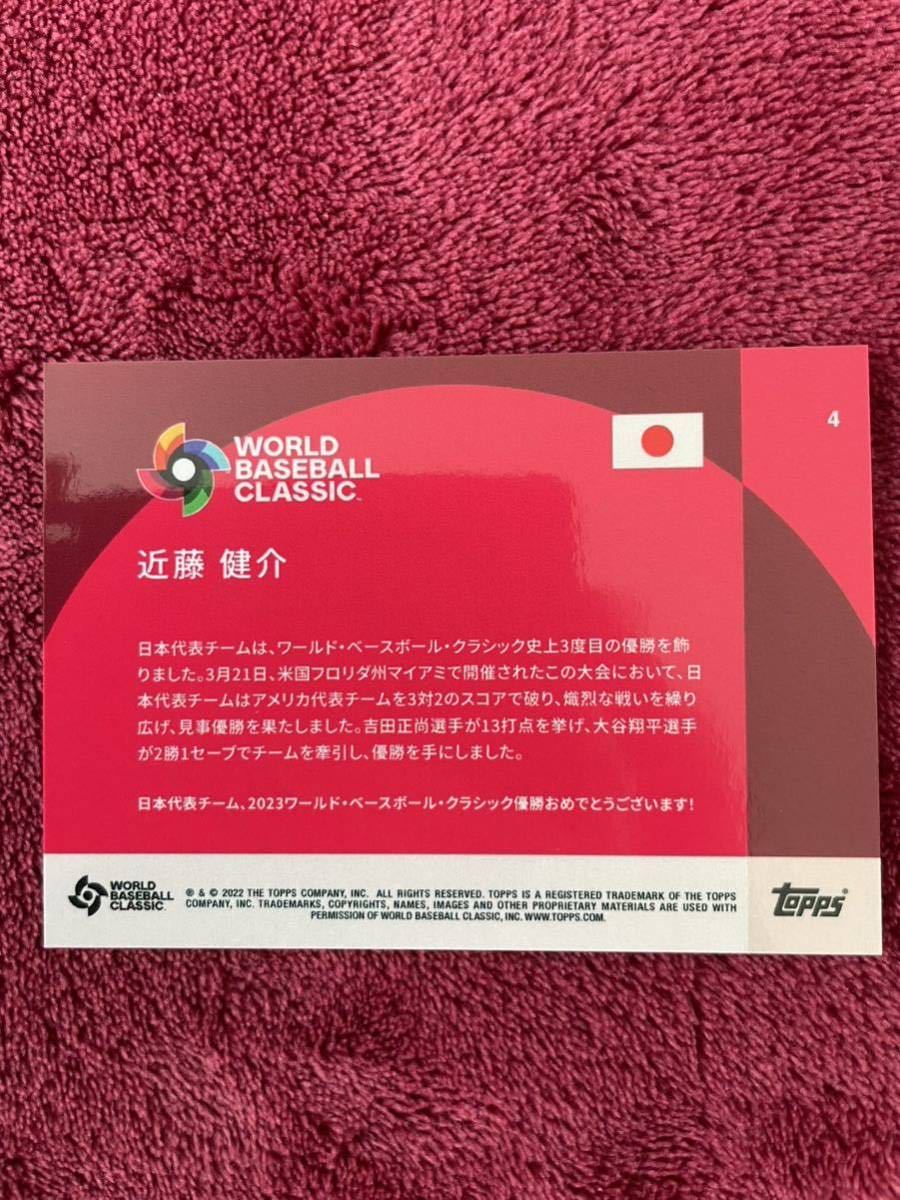 4
WORLD
BASEBALL
CLASSIC™
近藤 健介
日本代表チームは、ワールド・ベースボール・クラシック史上3度目の優勝を飾
りました。3月21日、米国フロリダ州マイアミで開催されたこの大会において、日
本代表チームはアメリカ代表チームを3対2のスコアで破り、熾烈な戦いを繰り
広げ、見事優勝を果たしました。吉田正尚選手が13打点を挙げ、大谷翔平選手
が2勝1セーブでチームを牽引し、優勝を手にしました。
日本代表チーム、2023ワールド・ベースボール・クラシック優勝おめでとうございます!
WORLD
BASEBALL
CLASSIC
® & © 2022 THE TOPPS COMPANY, INC. ALL RIGHTS RESERVED. TOPPS IS A REGISTERED TRADEMARK OF THE TOPPS
COMPANY, INC. TRADEMARKS, COPYRIGHTS, NAMES, IMAGES AND OTHER PROPRIETARY MATERIALS ARE USED WITH
PERMISSION OF WORLD BASEBALL CLASSIC, INC. WWW.TOPPS.COM.
topps®